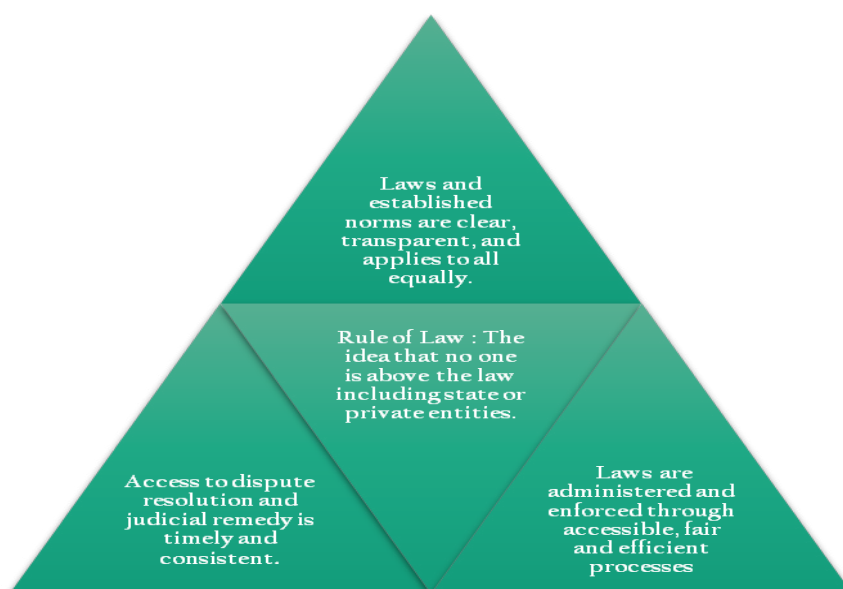 Laws and
established
norms are clear,
transparent, and
applies to all
equally.
Rule of Law : The
idea that no one
is above the law
including state or
private entities.
Access to dispute
resolution and
judicial remedy is
timely and
consistent.
Laws are
administered and
enforced through
accessible, fair
and efficient
processes